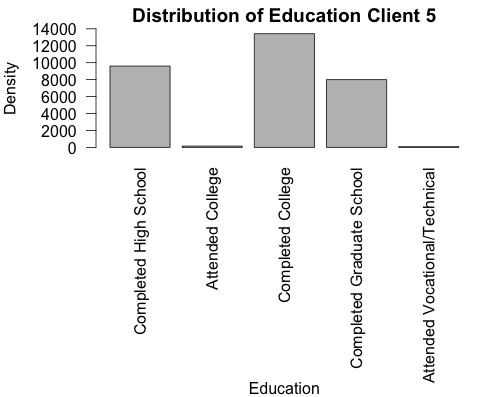 Distribution of Education Client 5
Density
14000
12000
10000
8000
6000
4000
2000
0
Completed High School
Attended College
Completed College
Completed Graduate School
Attended Vocational/Technical
Education